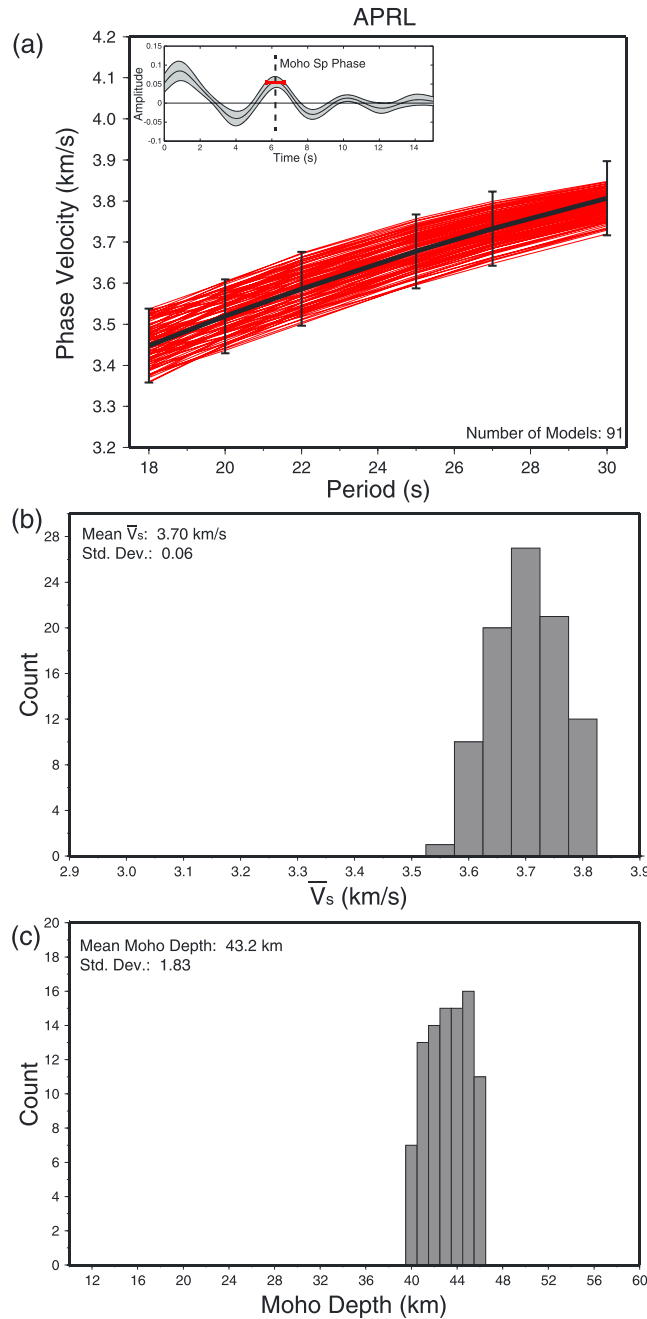 APRL
(a)
4.2
4.1
4.0
3.9
3.8
3.7
3.6
3.5
3.4
3.3
3.2
Phase Velocity (km/s)
0.15
0.1
0.05
0
-0.05
-0.1
Amplitude
Moho Sp Phase
0 2 4 6 8 10 12 14
Time (s)
Number of Models: 91
18 20 22 24 26 28 30
Period (s)
(b)
Mean V̅s: 3.70 km/s
Std. Dev.: 0.06
28
24
20
16
12
8
4
0
Count
2.9 3.0 3.1 3.2 3.3 3.4 3.5 3.6 3.7 3.8 3.9
V̅s (km/s)
(c)
Mean Moho Depth: 43.2 km
Std. Dev.: 1.83
20
18
16
14
12
10
8
6
4
2
0
Count
12 16 20 24 28 32 36 40 44 48 52 56 60
Moho Depth (km)